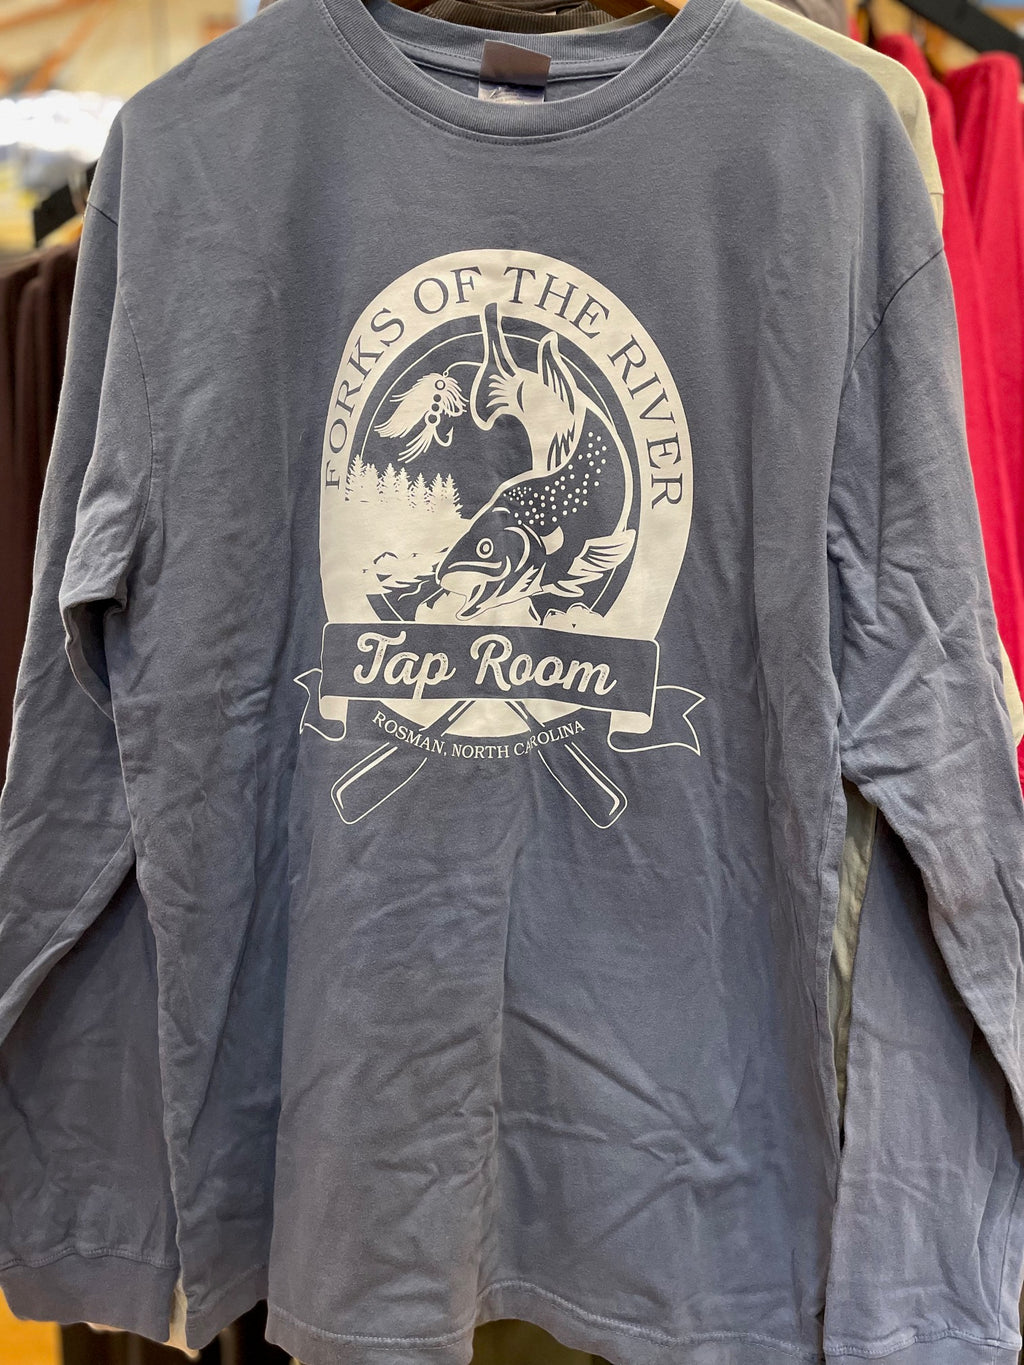 FORKS OF THE RIVER
Tap Room
ROSMAN, NORTH CAROLINA